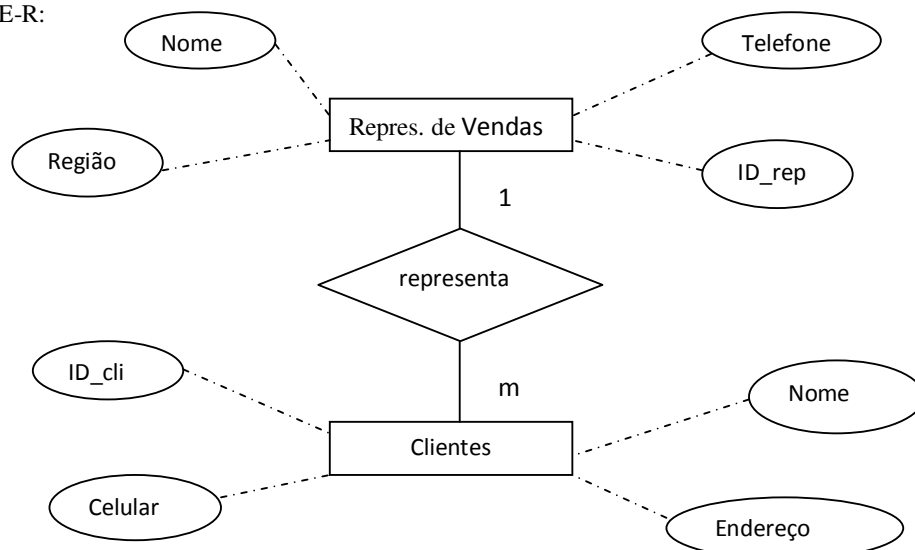 E-R:
Nome
Telefone
Repres. de Vendas
Região
ID_rep
1
representa
ID_cli
m
Nome
Clientes
Celular
Endereço